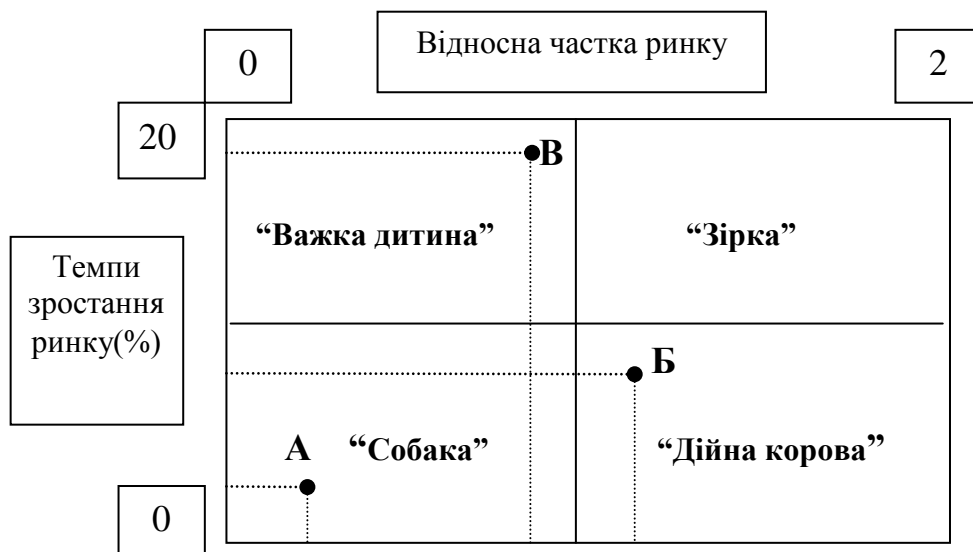 Відносна частка ринку
0
2
20
В
“Важка дитина”
“Зірка”
Темпи
зростання
ринку(%)
Б
А
“Собака”
“Дійна корова”
0